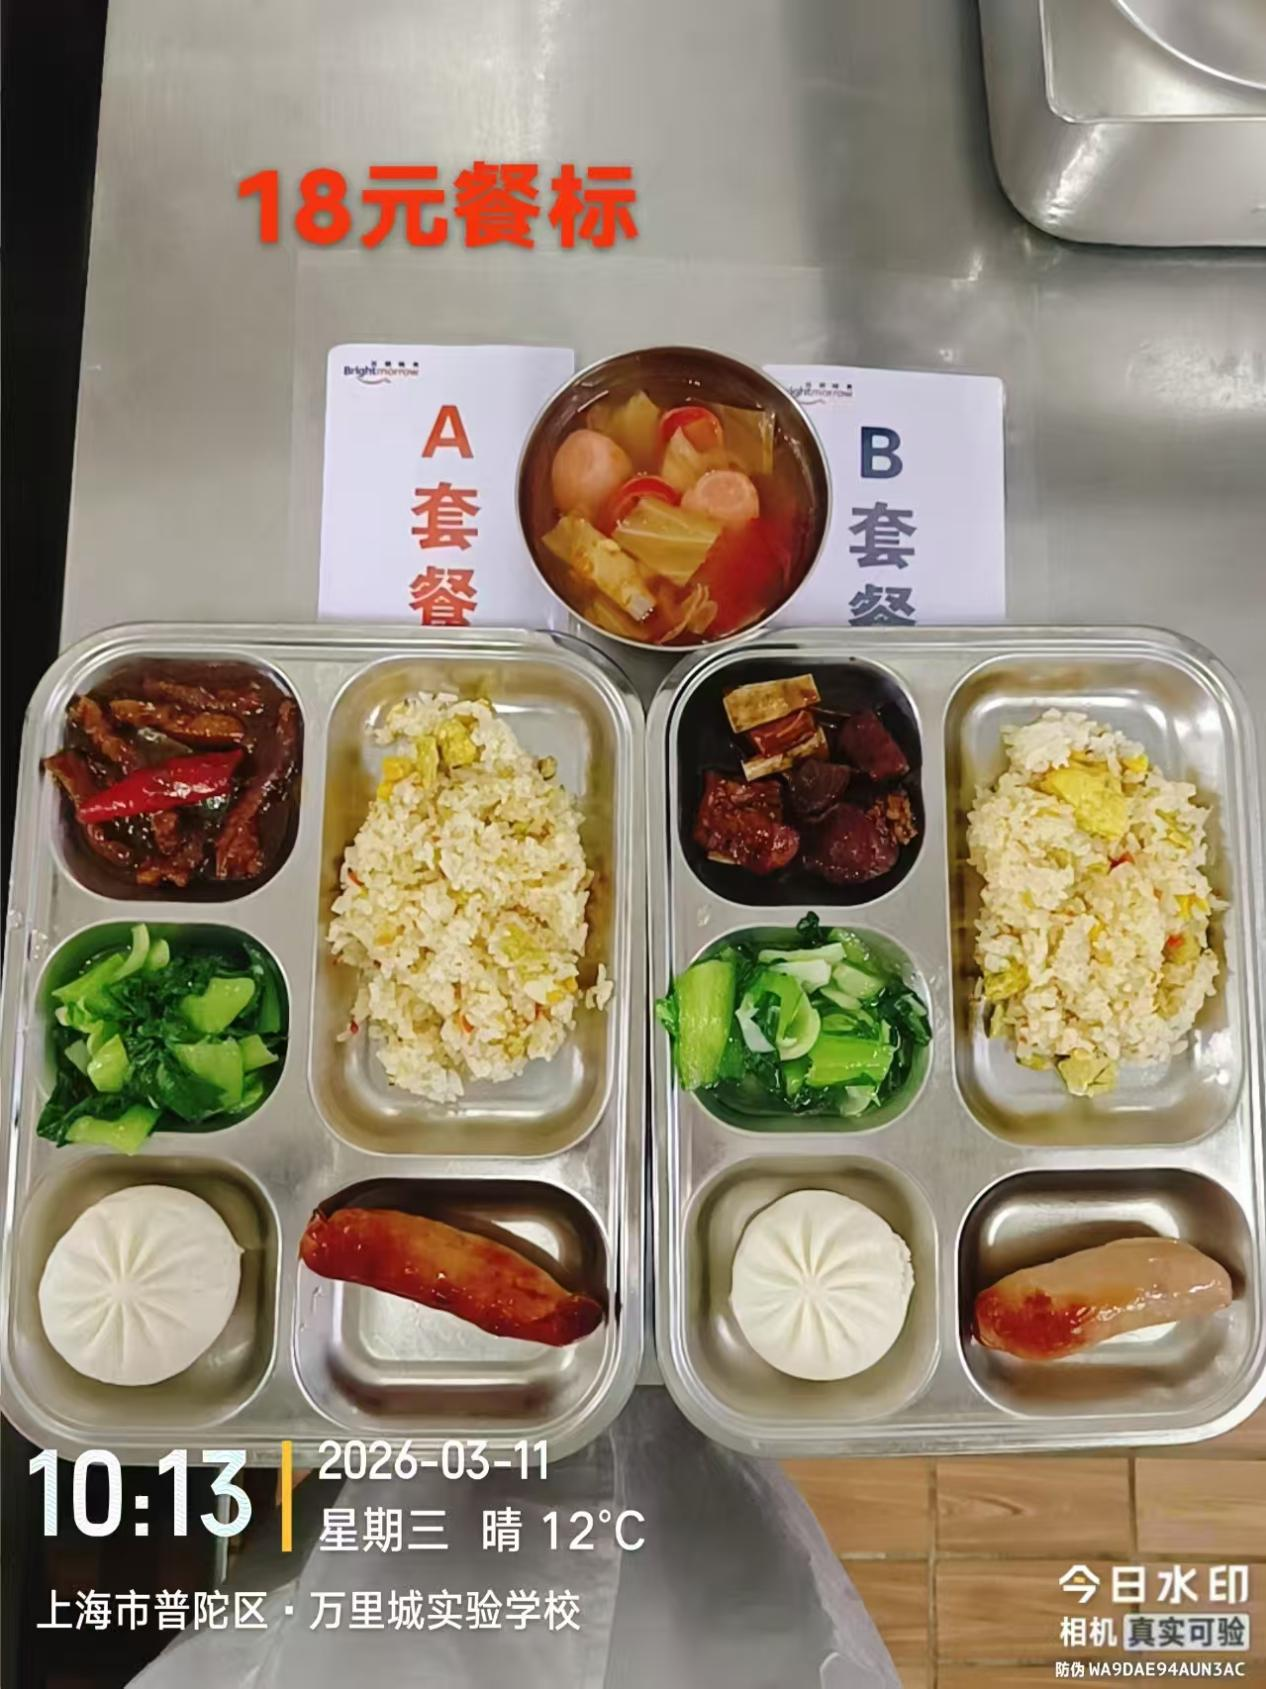 18元餐标
Brightmorrow
A
套
餐
B
套
餐
10:13
2026-03-11
星期三 晴 12°C
上海市普陀区·万里城实验学校
今日水印
相机 真实可验
防伪 WA9DAE94AUN3AC